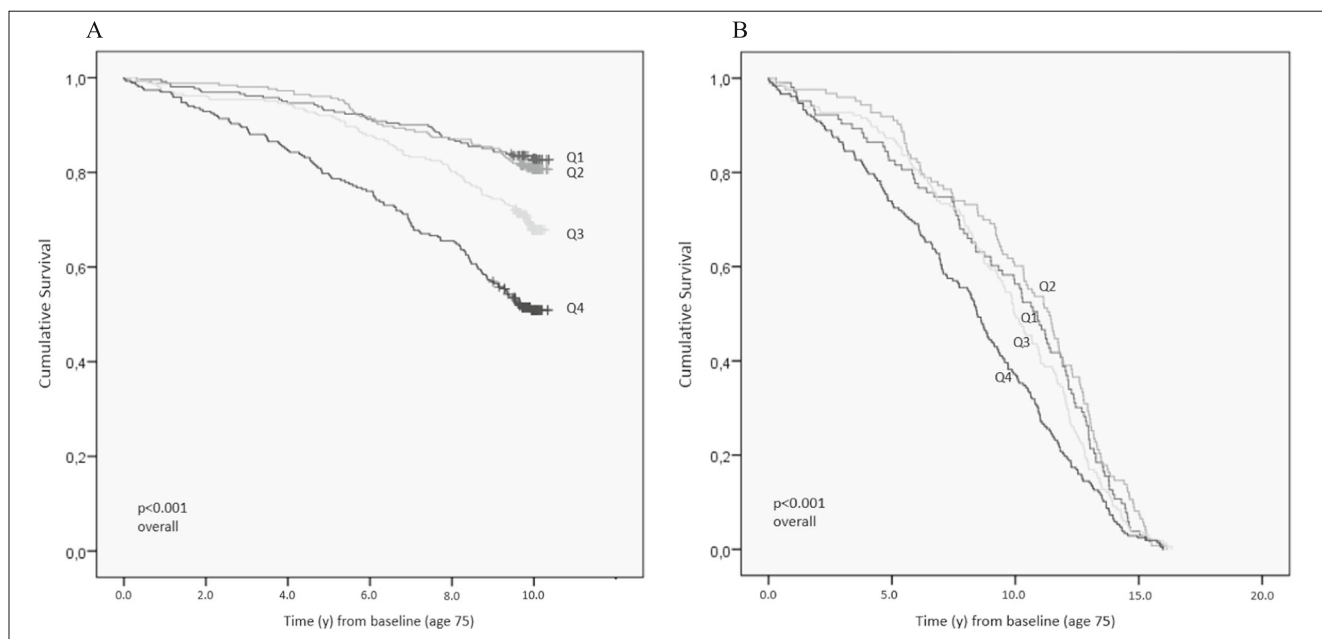 A
Cumulative Survival
1,0
0,8
0,6
0,4
0,2
0,0
Q1
Q2
Q3
Q4
p<0.001
overall
0.0 2.0 4.0 6.0 8.0 10.0
Time (y) from baseline (age 75)
B
Cumulative Survival
1,0
0,8
0,6
0,4
0,2
0,0
Q2
Q1
Q3
Q4
p<0.001
overall
0.0 5.0 10.0 15.0 20.0
Time (y) from baseline (age 75)